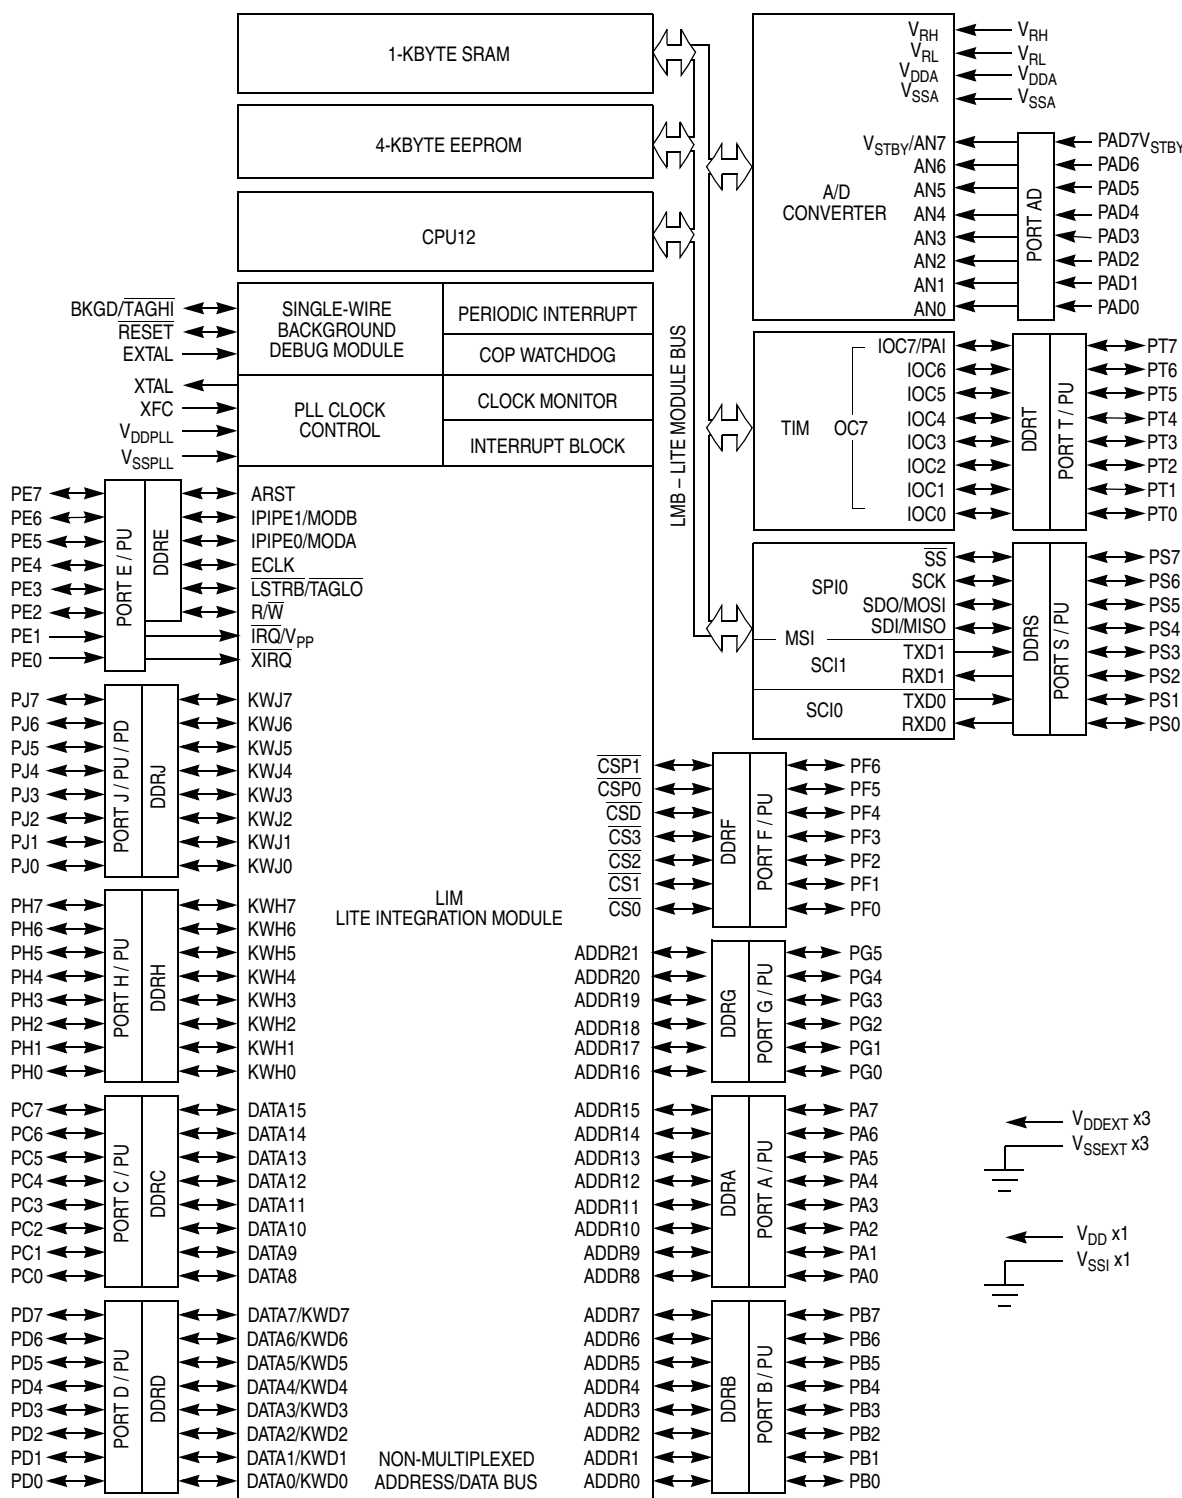 1-KBYTE SRAM
4-KBYTE EEPROM
CPU12
SINGLE-WIRE
BACKGROUND
DEBUG MODULE
PERIODIC INTERRUPT
COP WATCHDOG
PLL CLOCK
CONTROL
CLOCK MONITOR
INTERRUPT BLOCK
BKGD/TAGHI
RESET
EXTAL
XTAL
XFC
VDDPLL
VSSPLL
LMB – LITE MODULE BUS
A/D
CONVERTER
VRH VRH
VRL VRL
VDDA VDDA
VSSA VSSA
VSTBY/AN7 PAD7VSTBY
AN6 PAD6
AN5 PAD5
AN4 PAD4
AN3 PAD3
AN2 PAD2
AN1 PAD1
AN0 PAD0
PORT AD
TIM OC7
IOC7/PAI PT7
IOC6 PT6
IOC5 PT5
IOC4 PT4
IOC3 PT3
IOC2 PT2
IOC1 PT1
IOC0 PT0
DDRT
PORT T / PU
SPI0
MSI
SCI1
SCI0
SS PS7
SCK PS6
SDO/MOSI PS5
SDI/MISO PS4
TXD1 PS3
RXD1 PS2
TXD0 PS1
RXD0 PS0
DDRS
PORT S / PU
PE7 ARST
PE6 IPIPE1/MODB
PE5 IPIPE0/MODA
PE4 ECLK
PE3 LSTRB/TAGLO
PE2 R/W
PE1 IRQ/VPP
PE0 XIRQ
PORT E / PU
DDRE
PJ7 KWJ7
PJ6 KWJ6
PJ5 KWJ5
PJ4 KWJ4
PJ3 KWJ3
PJ2 KWJ2
PJ1 KWJ1
PJ0 KWJ0
PORT J / PU / PD
DDRJ
PH7 KWH7
PH6 KWH6
PH5 KWH5
PH4 KWH4
PH3 KWH3
PH2 KWH2
PH1 KWH1
PH0 KWH0
PORT H / PU
DDRH
PC7 DATA15
PC6 DATA14
PC5 DATA13
PC4 DATA12
PC3 DATA11
PC2 DATA10
PC1 DATA9
PC0 DATA8
PORT C / PU
DDRC
PD7 DATA7/KWD7
PD6 DATA6/KWD6
PD5 DATA5/KWD5
PD4 DATA4/KWD4
PD3 DATA3/KWD3
PD2 DATA2/KWD2
PD1 DATA1/KWD1
PD0 DATA0/KWD0
PORT D / PU
DDRD
LIM
LITE INTEGRATION MODULE
NON-MULTIPLEXED
ADDRESS/DATA BUS
CSP1 PF6
CSP0 PF5
CSD PF4
CS3 PF3
CS2 PF2
CS1 PF1
CS0 PF0
DDRF
PORT F / PU
ADDR21 PG5
ADDR20 PG4
ADDR19 PG3
ADDR18 PG2
ADDR17 PG1
ADDR16 PG0
DDRG
PORT G / PU
ADDR15 PA7
ADDR14 PA6
ADDR13 PA5
ADDR12 PA4
ADDR11 PA3
ADDR10 PA2
ADDR9 PA1
ADDR8 PA0
DDRA
PORT A / PU
ADDR7 PB7
ADDR6 PB6
ADDR5 PB5
ADDR4 PB4
ADDR3 PB3
ADDR2 PB2
ADDR1 PB1
ADDR0 PB0
DDRB
PORT B / PU
VDDEXT x3
VSSEXT x3
VDD x1
VSSI x1